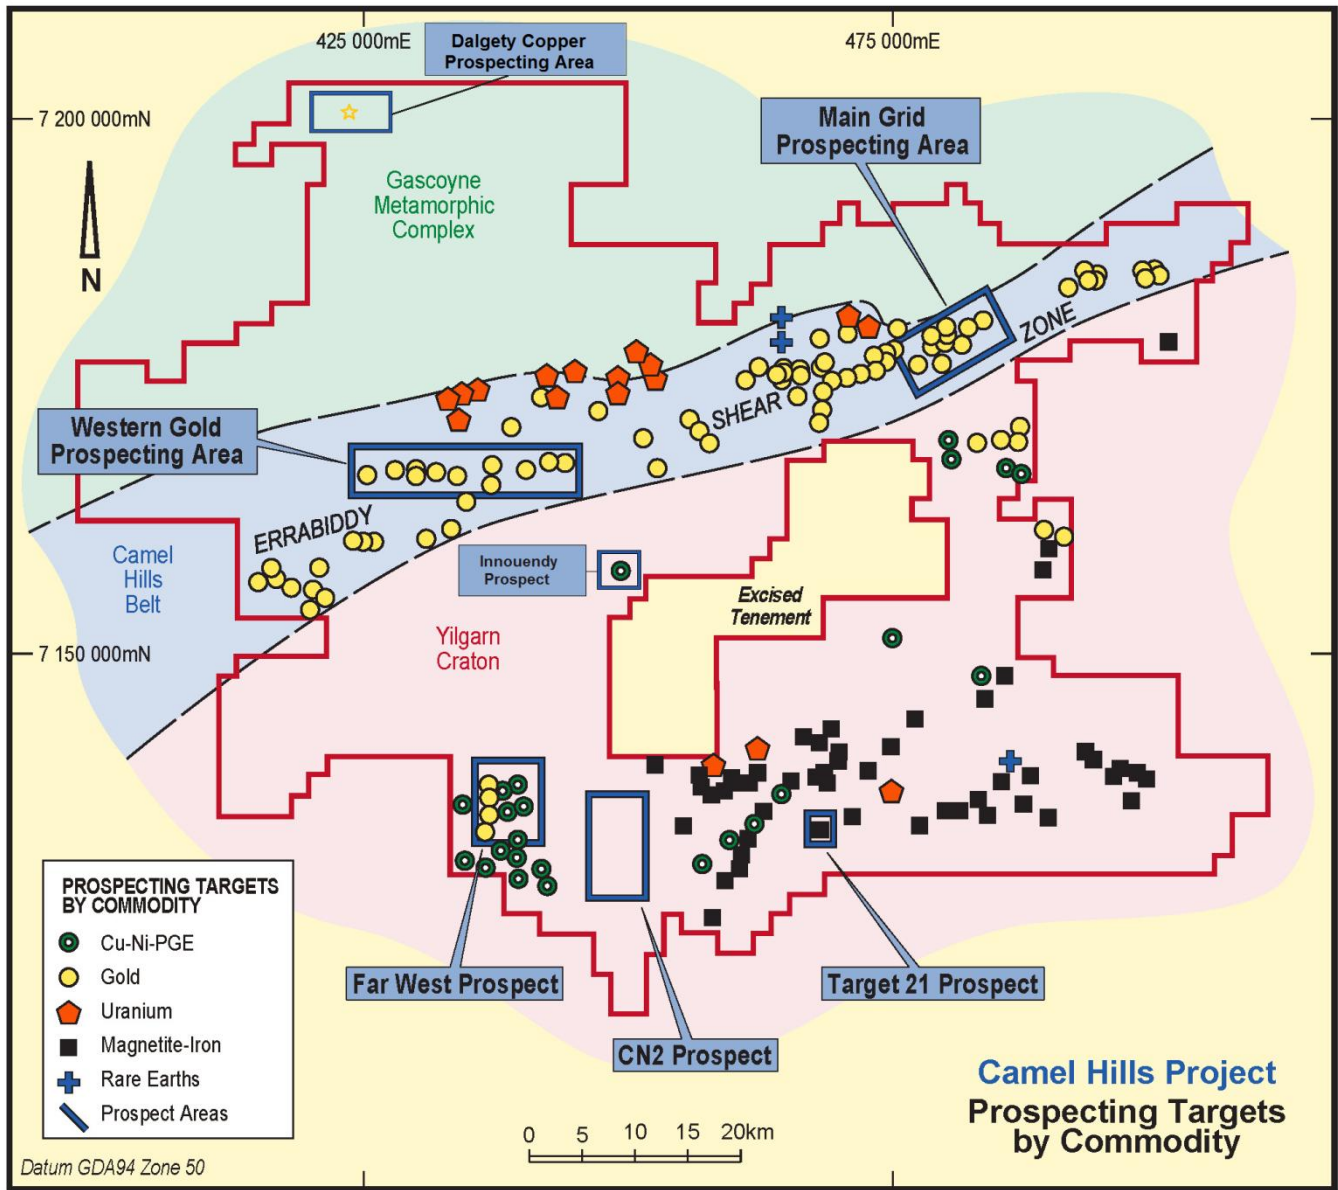 425 000mE
475 000mE
Dalgety Copper
Prospecting Area
7 200 000mN
Main Grid
Prospecting Area
Gascoyne
Metamorphic
Complex
N
ZONE
SHEAR
Western Gold
Prospecting Area
ERRABIDDY
Camel
Hills
Belt
Innouendy
Prospect
Excised
Tenement
Yilgarn
Craton
7 150 000mN
PROSPECTING TARGETS
BY COMMODITY
Cu-Ni-PGE
Gold
Uranium
Magnetite-Iron
Rare Earths
Prospect Areas
Far West Prospect
Target 21 Prospect
CN2 Prospect
Camel Hills Project
Prospecting Targets
by Commodity
0 5 10 15 20km
Datum GDA94 Zone 50